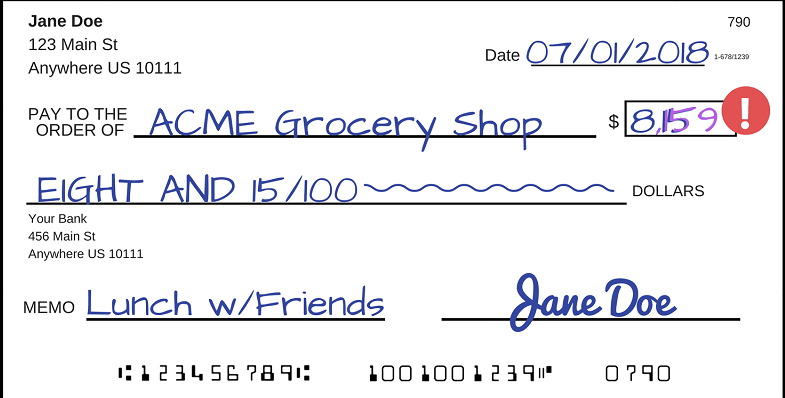 Jane Doe
790
123 Main St
Date 07/01/2018 1-678/1239
Anywhere US 10111
PAY TO THE
ORDER OF ACME Grocery Shop $ 8,159 !
EIGHT AND 15/100 DOLLARS
Your Bank
456 Main St
Anywhere US 10111
MEMO Lunch w/Friends Jane Doe
⑆123456789⑆ 1001001239⑈ 0790